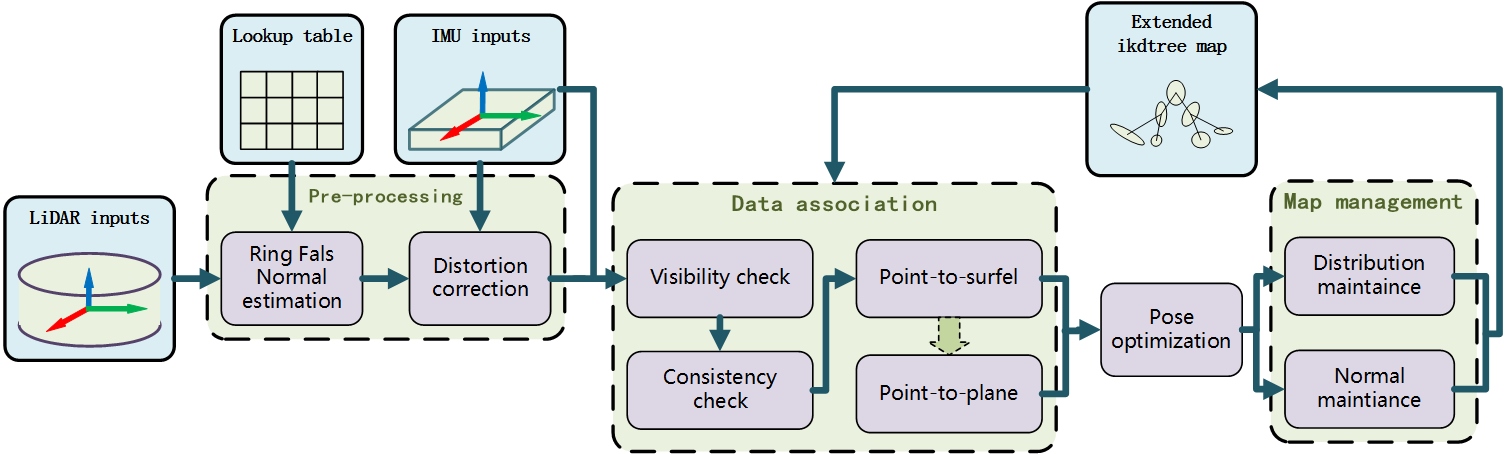 Lookup table
IMU inputs
Extended
ikdtree map
LiDAR inputs
Pre-processing
Ring Fals
Normal
estimation
Distortion
correction
Data association
Visibility check
Consistency
check
Point-to-surfel
Point-to-plane
Pose
optimization
Map management
Distribution
maintaince
Normal
maintiance